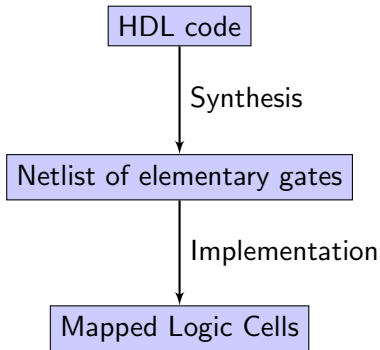 HDL code
Synthesis
Netlist of elementary gates
Implementation
Mapped Logic Cells